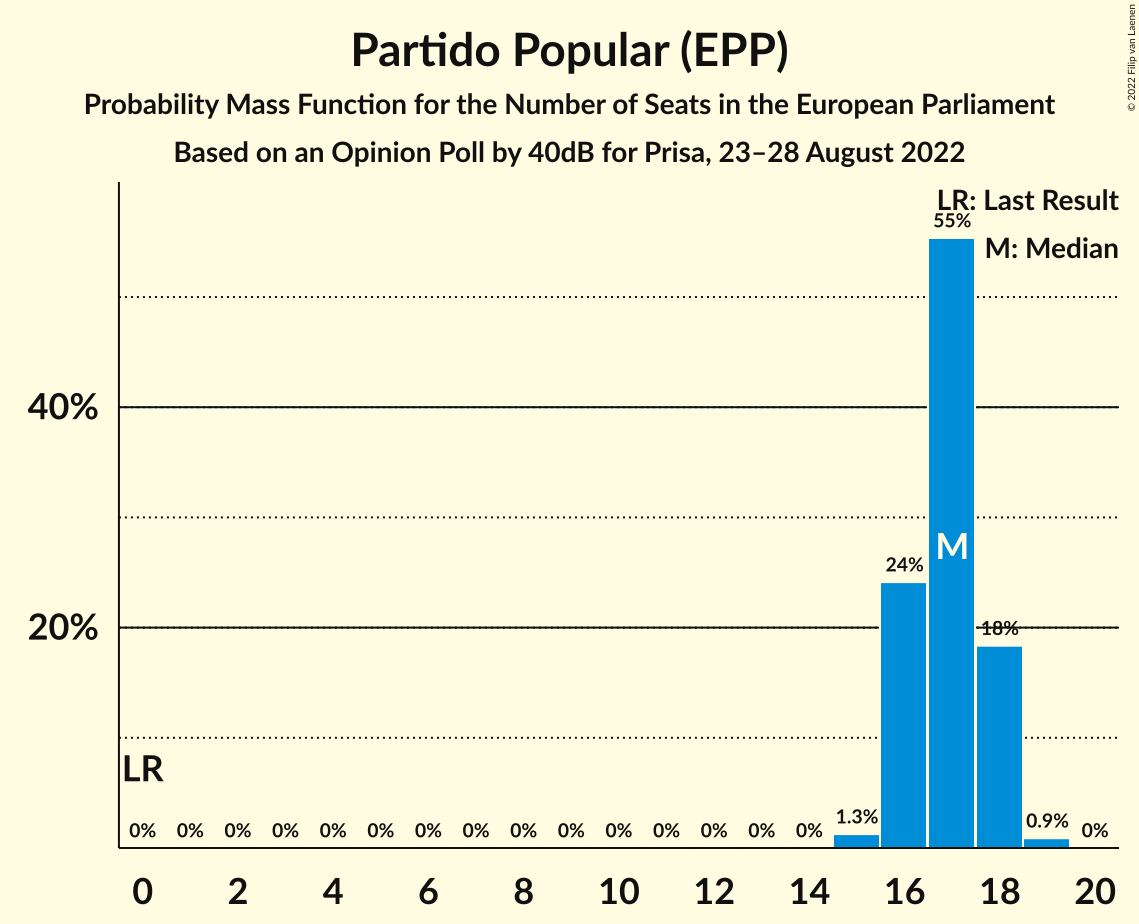 Partido Popular (EPP)
Probability Mass Function for the Number of Seats in the European Parliament
Based on an Opinion Poll by 40dB for Prisa, 23–28 August 2022
© 2022 Filip van Laenen
LR: Last Result
55%
M: Median
40%
M
24%
20%
18%
LR
0% 0% 0% 0% 0% 0% 0% 0% 0% 0% 0% 0% 0% 0% 0% 1.3% 0.9% 0%
0 2 4 6 8 10 12 14 16 18 20